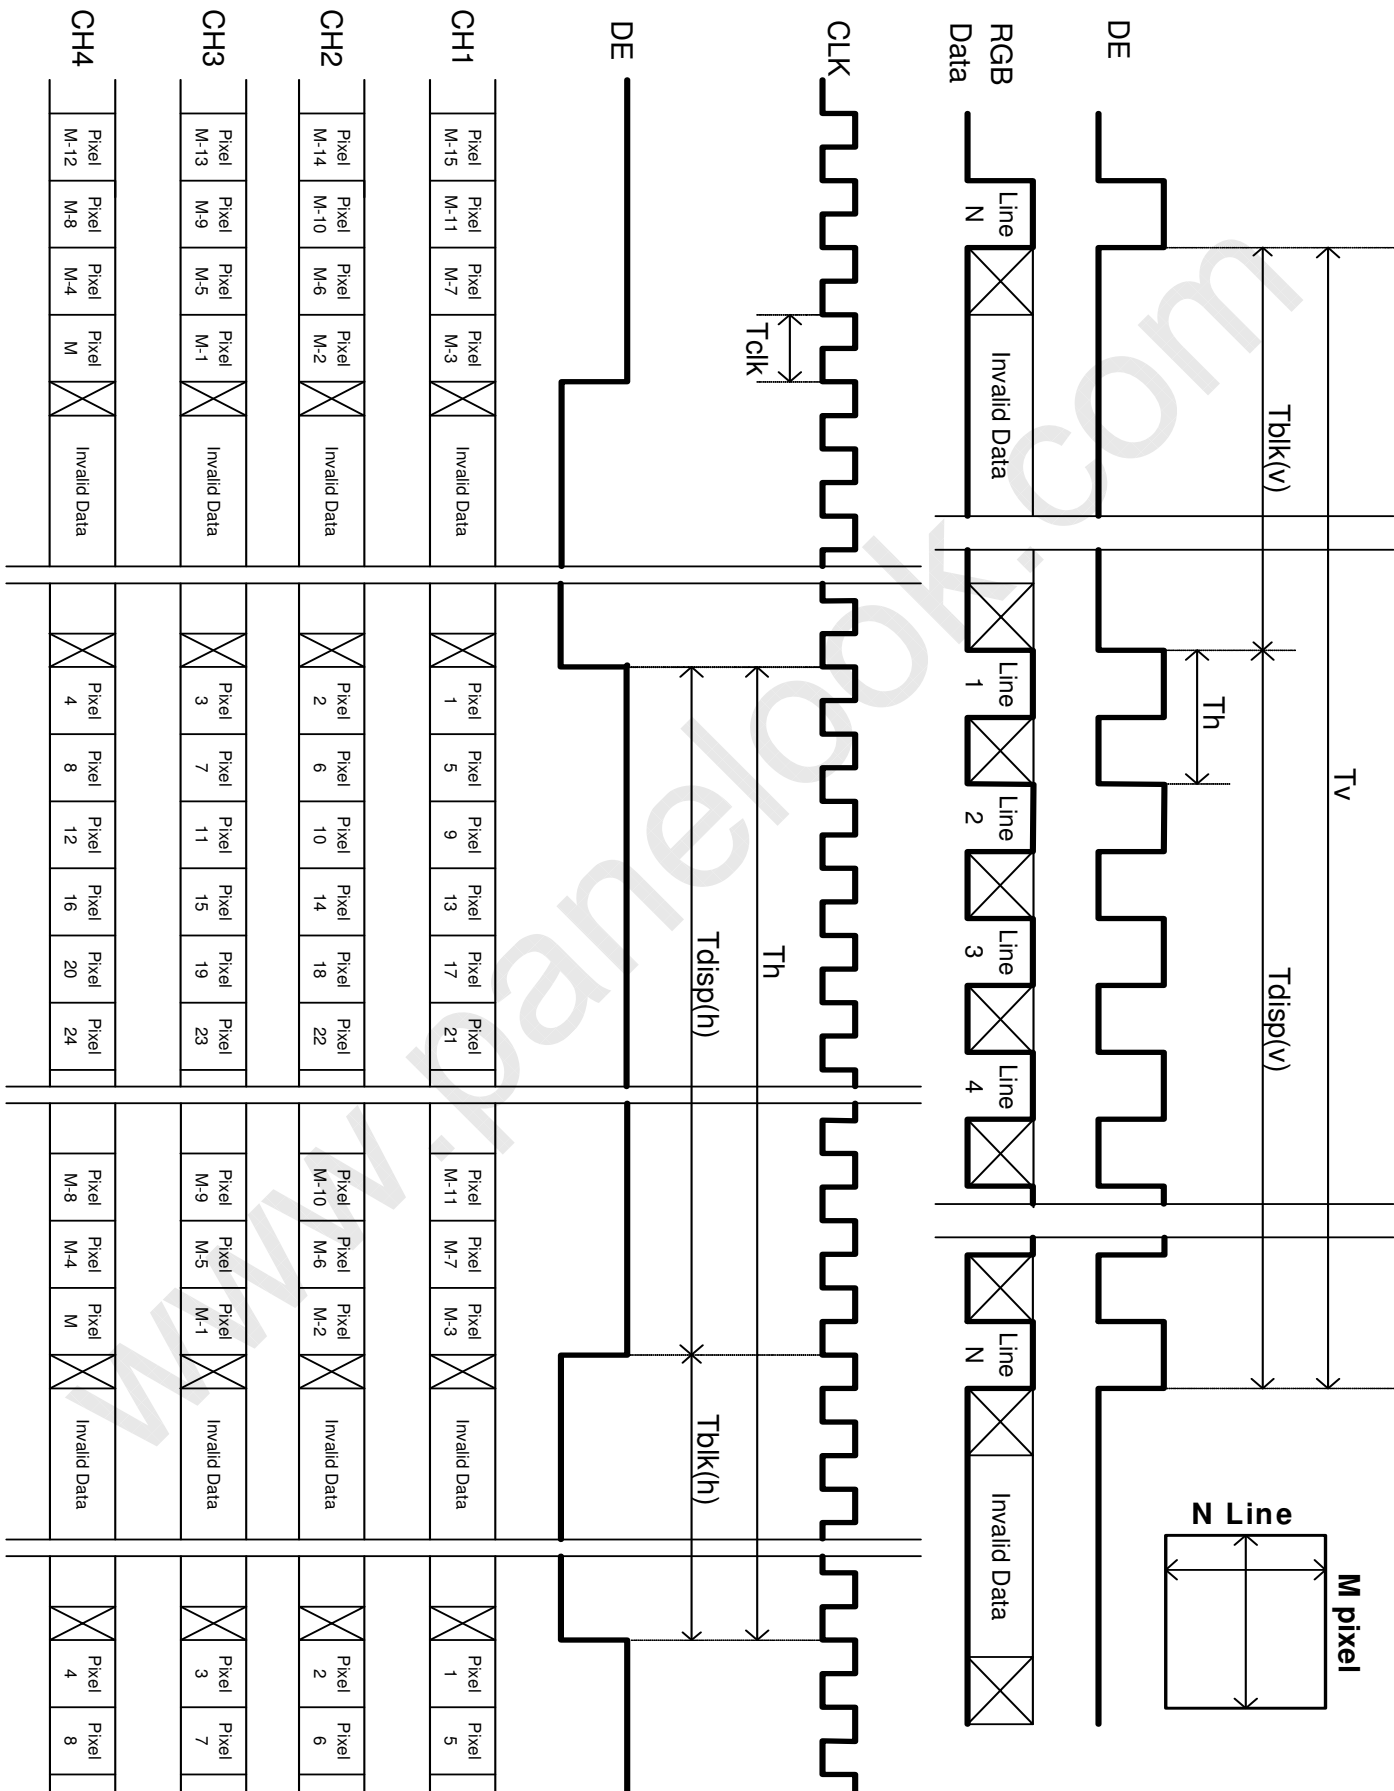 Tv
Tblk(v)
Tdisp(v)
Th
DE
RGB
Data
Line
N
Invalid Data
Line
1
Line
2
Line
3
Line
4
Line
N
Invalid Data
M pixel
N Line
CLK
Tclk
Th
Tdisp(h)
Tblk(h)
DE
CH1
Pixel Pixel Pixel Pixel
M-15 M-11 M-7 M-3
Invalid Data
Pixel Pixel Pixel Pixel Pixel Pixel
1 5 9 13 17 21
Pixel Pixel Pixel
M-11 M-7 M-3
Invalid Data
Pixel Pixel
1 5
CH2
Pixel Pixel Pixel Pixel
M-14 M-10 M-6 M-2
Invalid Data
Pixel Pixel Pixel Pixel Pixel Pixel
2 6 10 14 18 22
Pixel Pixel Pixel
M-10 M-6 M-2
Invalid Data
Pixel Pixel
2 6
CH3
Pixel Pixel Pixel Pixel
M-13 M-9 M-5 M-1
Invalid Data
Pixel Pixel Pixel Pixel Pixel Pixel
3 7 11 15 19 23
Pixel Pixel Pixel
M-9 M-5 M-1
Invalid Data
Pixel Pixel
3 7
CH4
Pixel Pixel Pixel Pixel
M-12 M-8 M-4 M
Invalid Data
Pixel Pixel Pixel Pixel Pixel Pixel
4 8 12 16 20 24
Pixel Pixel Pixel
M-8 M-4 M
Invalid Data
Pixel Pixel
4 8
www.panelook.com